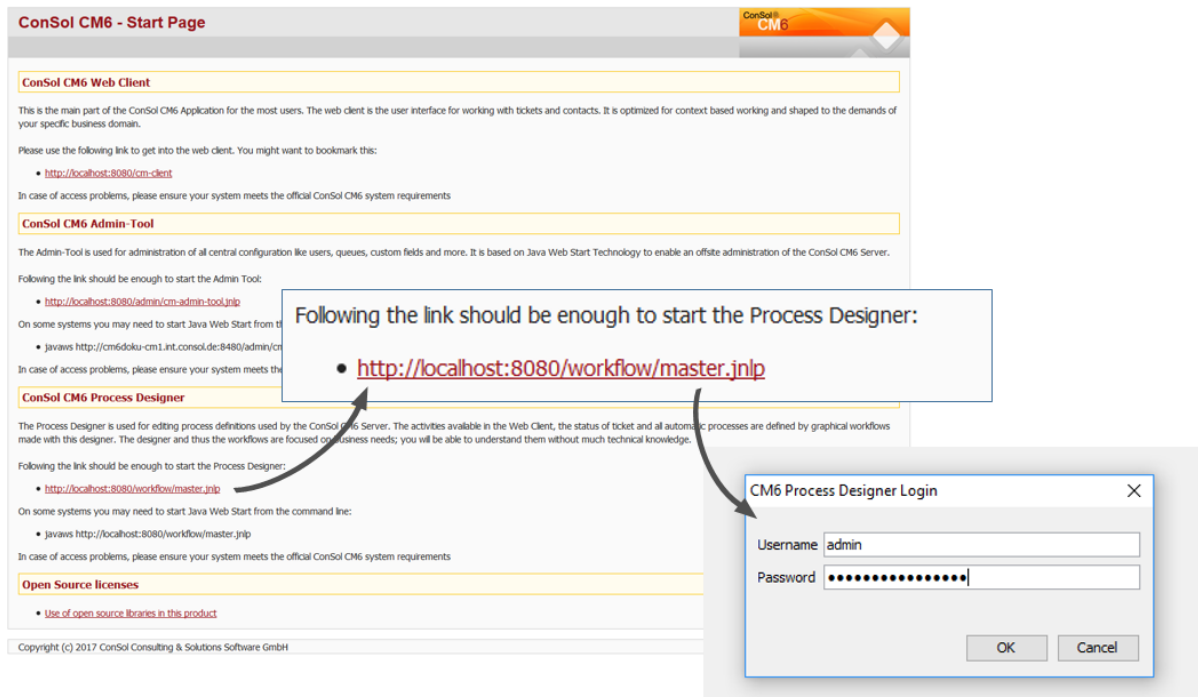 ConSol CM6 - Start Page
ConSol®
CM6
ConSol CM6 Web Client
This is the main part of the ConSol CM6 Application for the most users. The web client is the user interface for working with tickets and contacts. It is optimized for context based working and shaped to the demands of
your specific business domain.
Please use the following link to get into the web client. You might want to bookmark this:
• http://localhost:8080/cm-client
In case of access problems, please ensure your system meets the official ConSol CM6 system requirements
ConSol CM6 Admin-Tool
The Admin-Tool is used for administration of all central configuration like users, queues, custom fields and more. It is based on Java Web Start Technology to enable an offsite administration of the ConSol CM6 Server.
Following the link should be enough to start the Admin Tool:
• http://localhost:8080/admin/cm-admin-tool.jnlp
On some systems you may need to start Java Web Start from
• javaws http://cm6doku-cm1.int.consol.de:8480/admin/cm
In case of access problems, please ensure your system meets the
Following the link should be enough to start the Process Designer:
• http://localhost:8080/workflow/master.jnlp
ConSol CM6 Process Designer
The Process Designer is used for editing process definitions used by the ConSol CM6 Server. The activities available in the Web Client, the status of ticket and all automatic processes are defined by graphical workflows
made with this designer. The designer and thus the workflows are focused on business needs; you will be able to understand them without much technical knowledge.
Following the link should be enough to start the Process Designer:
• http://localhost:8080/workflow/master.jnlp
On some systems you may need to start Java Web Start from the command line:
• javaws http://localhost:8080/workflow/master.jnlp
In case of access problems, please ensure your system meets the official ConSol CM6 system requirements
Open Source licenses
• Use of open source libraries in this product
Copyright (c) 2017 ConSol Consulting & Solutions Software GmbH
CM6 Process Designer Login
Username admin
Password ●●●●●●●●●●●●●●●●
OK Cancel